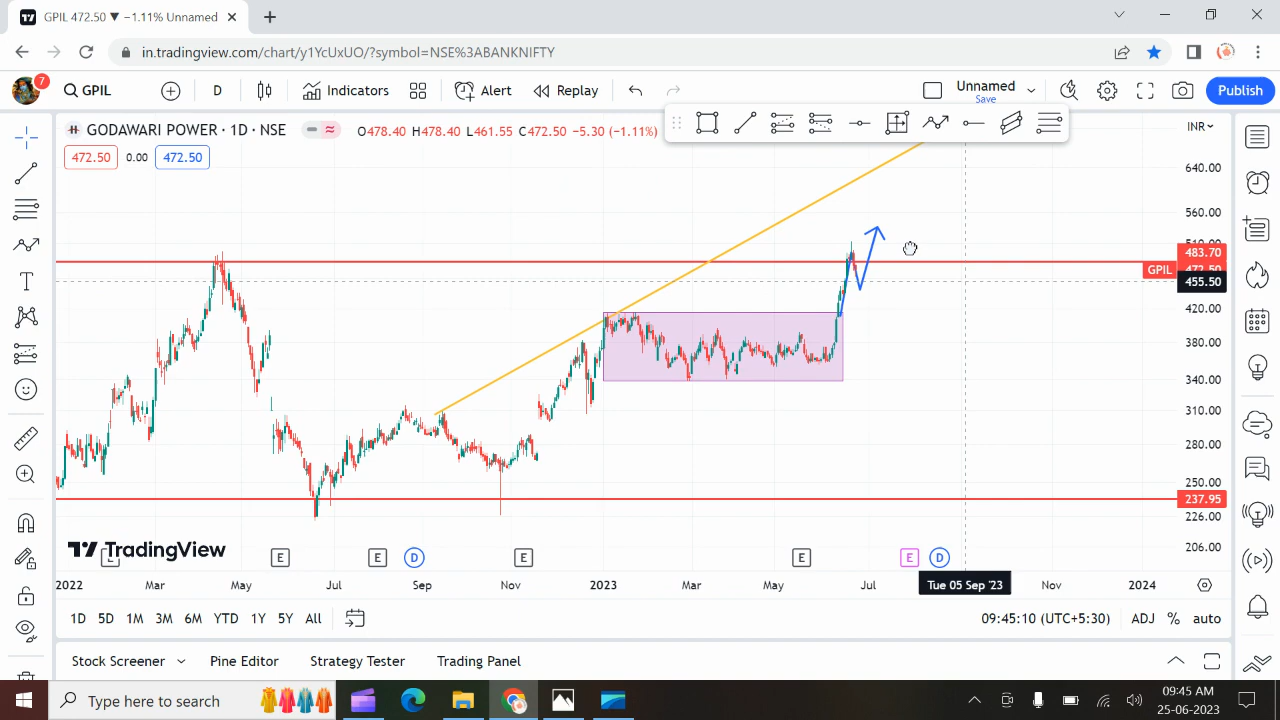 GPIL 472.50 ▼ −1.11% Unnamed
in.tradingview.com/chart/y1YcUxUO/?symbol=NSE%3ABANKNIFTY
7
GPIL
D
Indicators
Alert
Replay
Unnamed
Save
Publish
GODAWARI POWER · 1D · NSE
O478.40 H478.40 L461.55 C472.50 −5.30 (−1.11%)
INR
472.50
0.00
472.50
640.00
560.00
483.70
GPIL
455.50
420.00
380.00
340.00
310.00
280.00
250.00
237.95
226.00
206.00
TradingView
E
E
D
E
E
E
D
2022
Mar
May
Jul
Sep
Nov
2023
Mar
May
Jul
Tue 05 Sep '23
Nov
2024
1D
5D
1M
3M
6M
YTD
1Y
5Y
All
09:45:10 (UTC+5:30)
ADJ
%
auto
Stock Screener
Pine Editor
Strategy Tester
Trading Panel
Type here to search
09:45 AM
25-06-2023